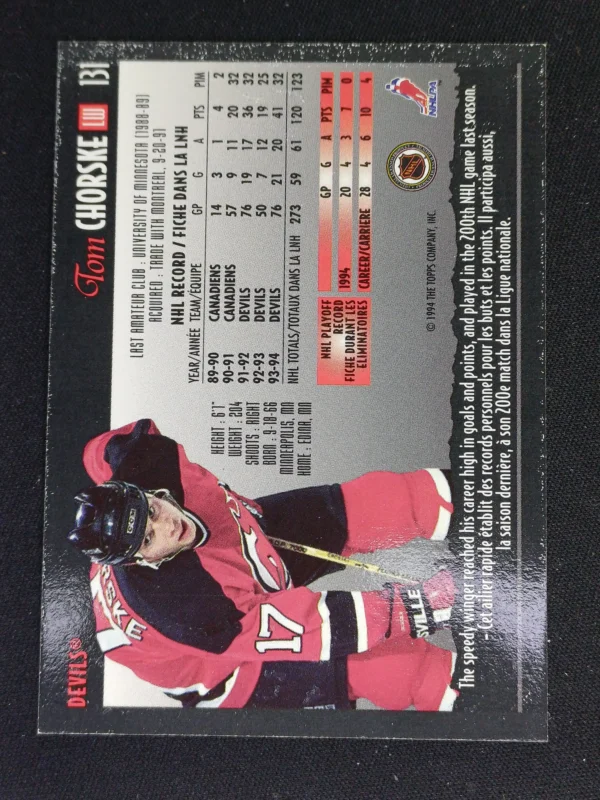 DEVILS®
Tom CHORSKE LW 131
LAST AMATEUR CLUB : UNIVERSITY OF MINNESOTA (1988-89)
ACQUIRED : TRADE WITH MONTREAL, 9-20-91
NHL RECORD / FICHE DANS LA LNH
YEAR/ANNÉE TEAM/ÉQUIPE GP G A PTS PIM
89-90 CANADIENS 14 3 1 4 2
90-91 CANADIENS 57 9 11 20 32
91-92 DEVILS 76 19 17 36 32
92-93 DEVILS 50 7 12 19 25
93-94 DEVILS 76 21 20 41 32
NHL TOTALS/TOTAUX DANS LA LNH 273 59 61 120 123
HEIGHT : 6'1"
WEIGHT : 204
SHOOTS : RIGHT
BORN : 9-18-66
MINNEAPOLIS, MN
HOME : EDINA, MN
NHL PLAYOFF
RECORD
FICHE DURANT LES
ÉLIMINATOIRES
GP G A PTS PIM
1994 20 4 3 7 0
CAREER/CARRIERE 28 4 6 10 4
© 1994 THE TOPPS COMPANY, INC.
NHL
NHLPA
RSKE
17
VILLE
The speedy winger reached his career high in goals and points, and played in the 200th NHL game last season.
– Cet ailier rapide établit des records personnels pour les buts et les points. Il participa aussi,
la saison dernière, à son 200e match dans la Ligue nationale.